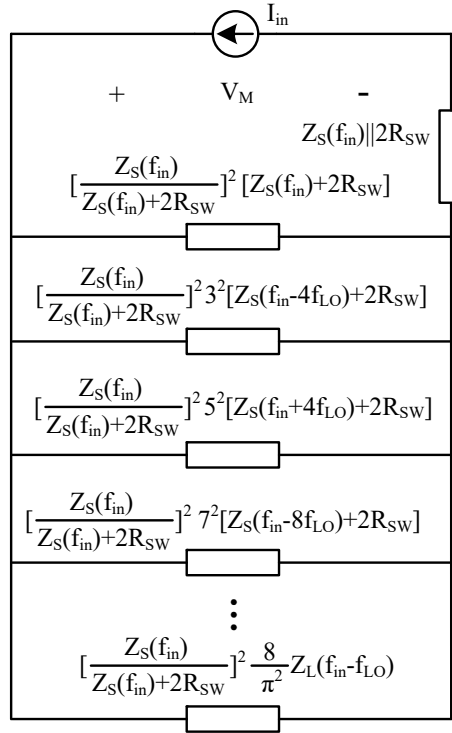 I_in
+ V_M -
Z_S(f_in)||2R_SW
[Z_S(f_in)/(Z_S(f_in)+2R_SW)]^2 [Z_S(f_in)+2R_SW]
[Z_S(f_in)/(Z_S(f_in)+2R_SW)]^2 3^2[Z_S(f_in-4f_LO)+2R_SW]
[Z_S(f_in)/(Z_S(f_in)+2R_SW)]^2 5^2[Z_S(f_in+4f_LO)+2R_SW]
[Z_S(f_in)/(Z_S(f_in)+2R_SW)]^2 7^2[Z_S(f_in-8f_LO)+2R_SW]
[Z_S(f_in)/(Z_S(f_in)+2R_SW)]^2 8/π^2 Z_L(f_in-f_LO)